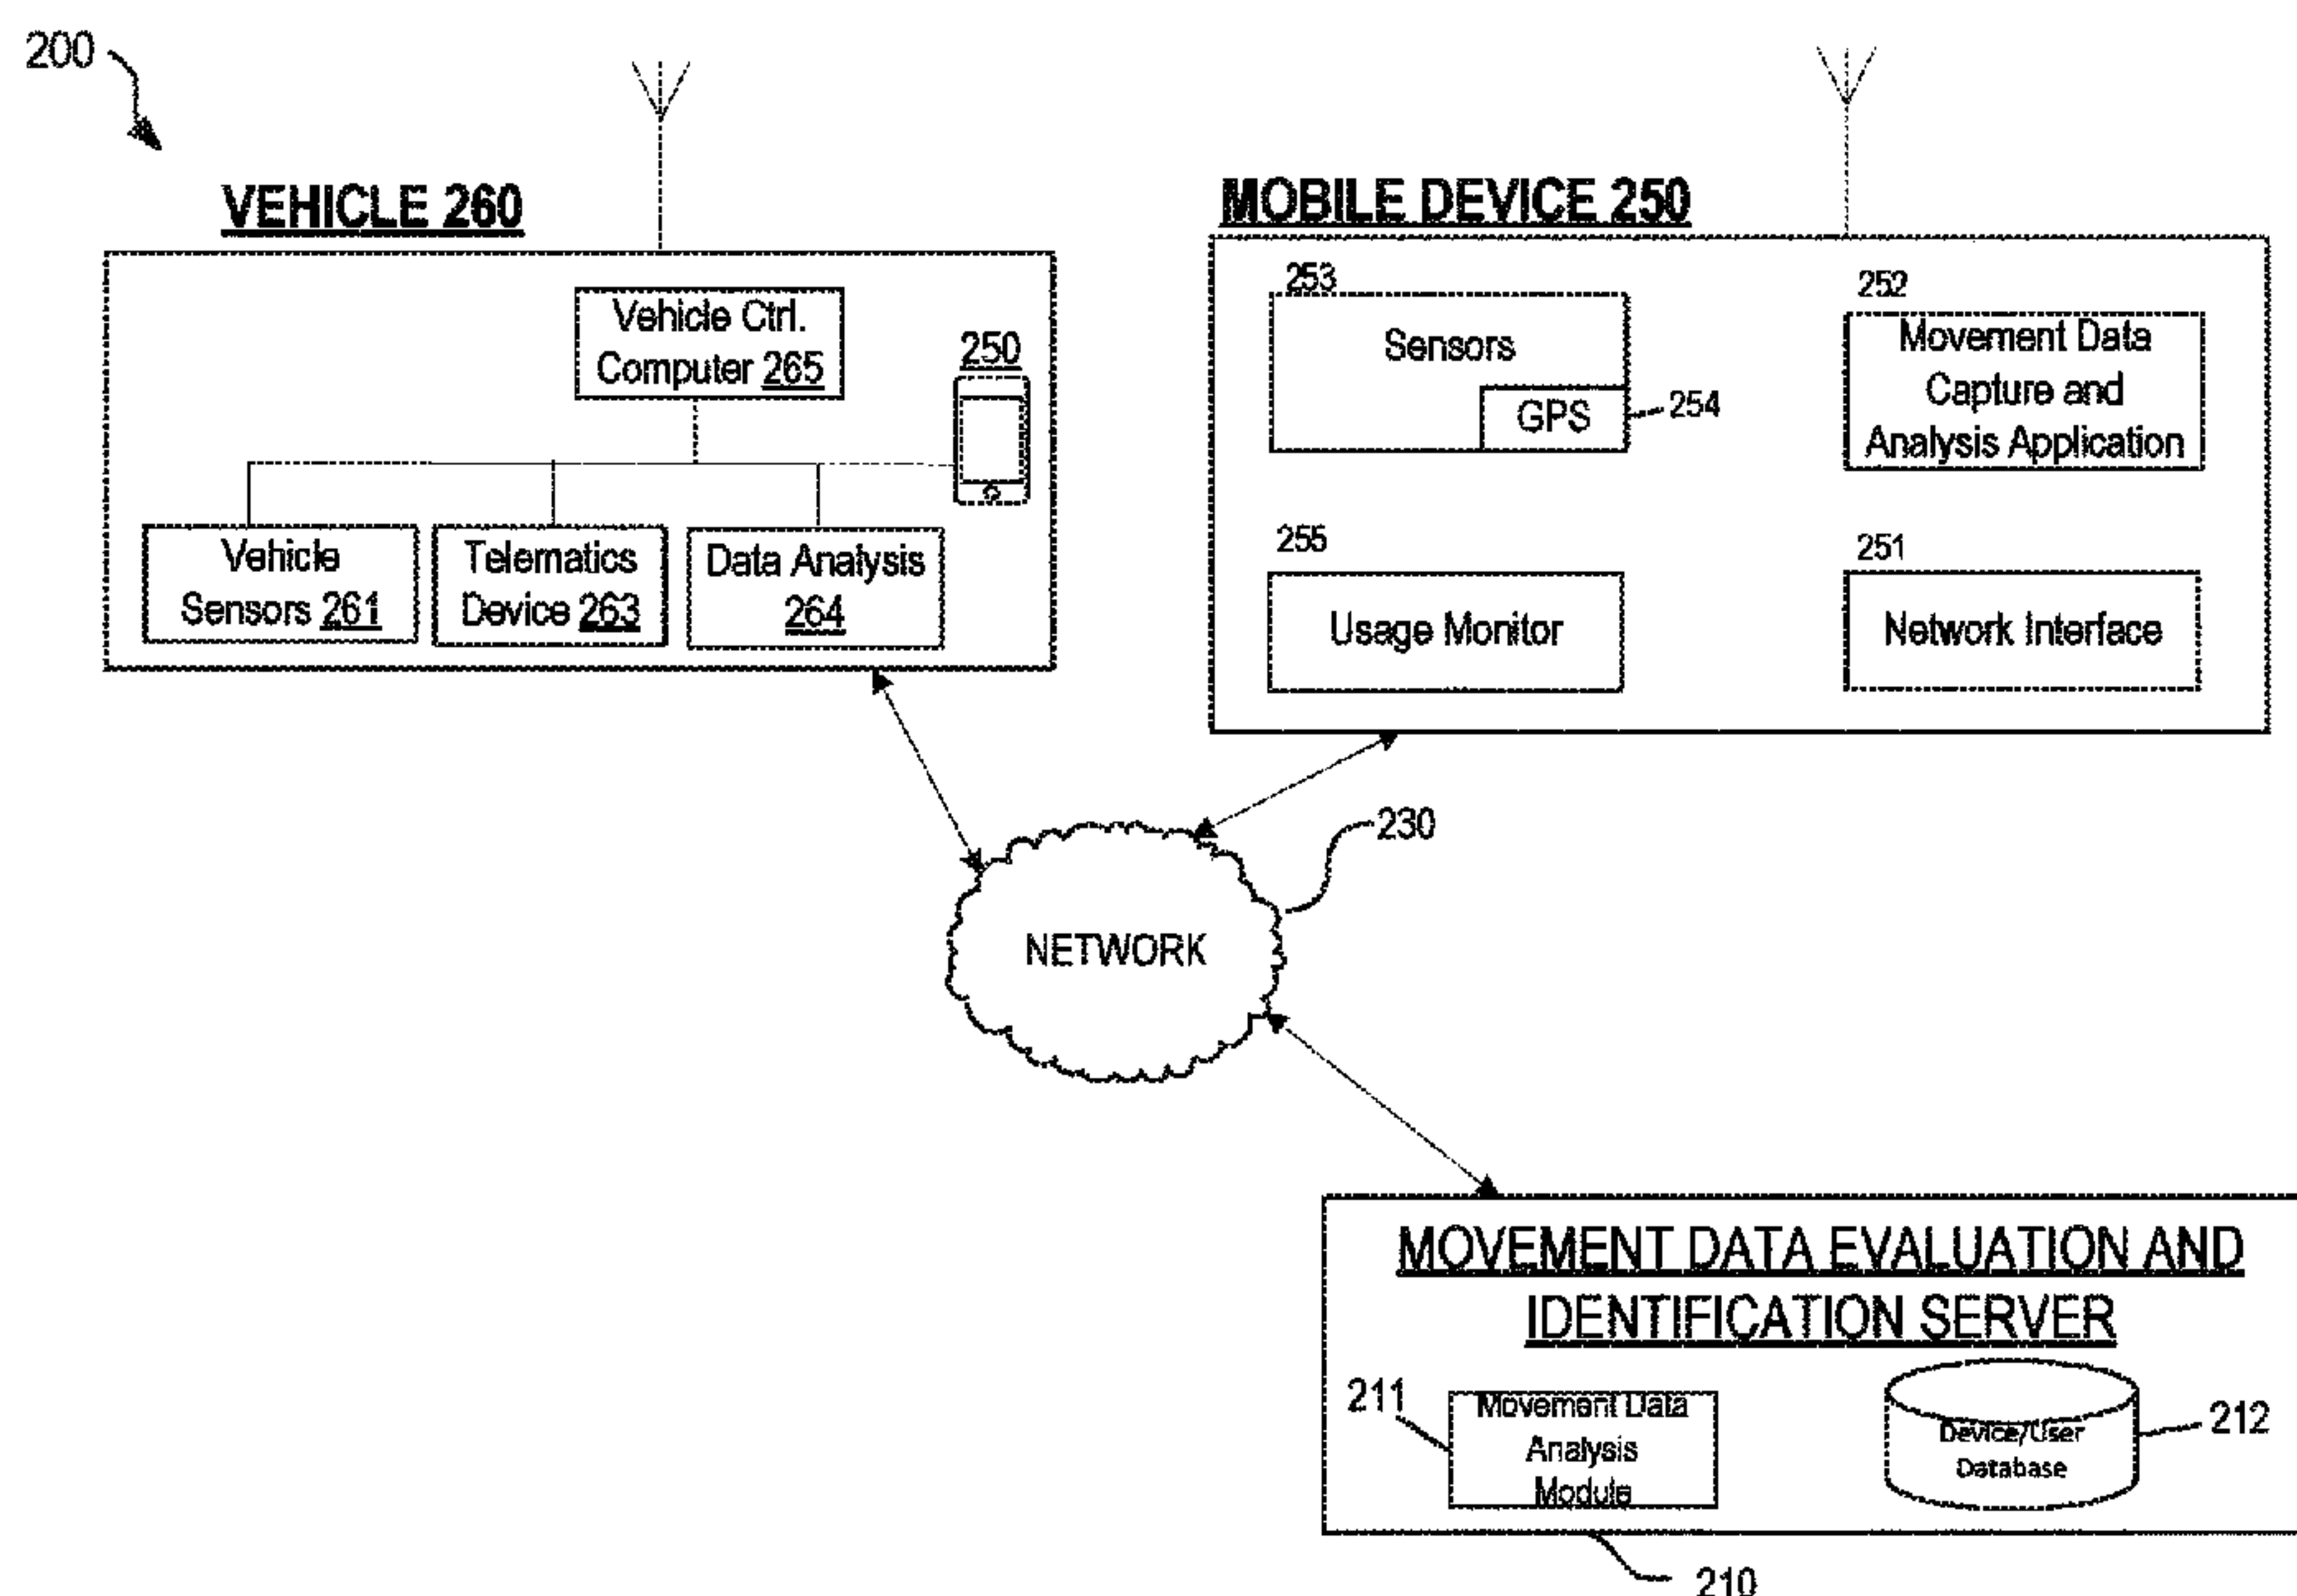 200
VEHICLE 260
Vehicle Ctrl.
Computer 265
250
Vehicle
Sensors 261
Telematics
Device 263
Data Analysis
264
MOBILE DEVICE 250
253
Sensors
GPS
254
252
Movement Data
Capture and
Analysis Application
255
Usage Monitor
251
Network Interface
230
NETWORK
MOVEMENT DATA EVALUATION AND
IDENTIFICATION SERVER
211
Movement Data
Analysis
Module
Device/User
Database
212
210